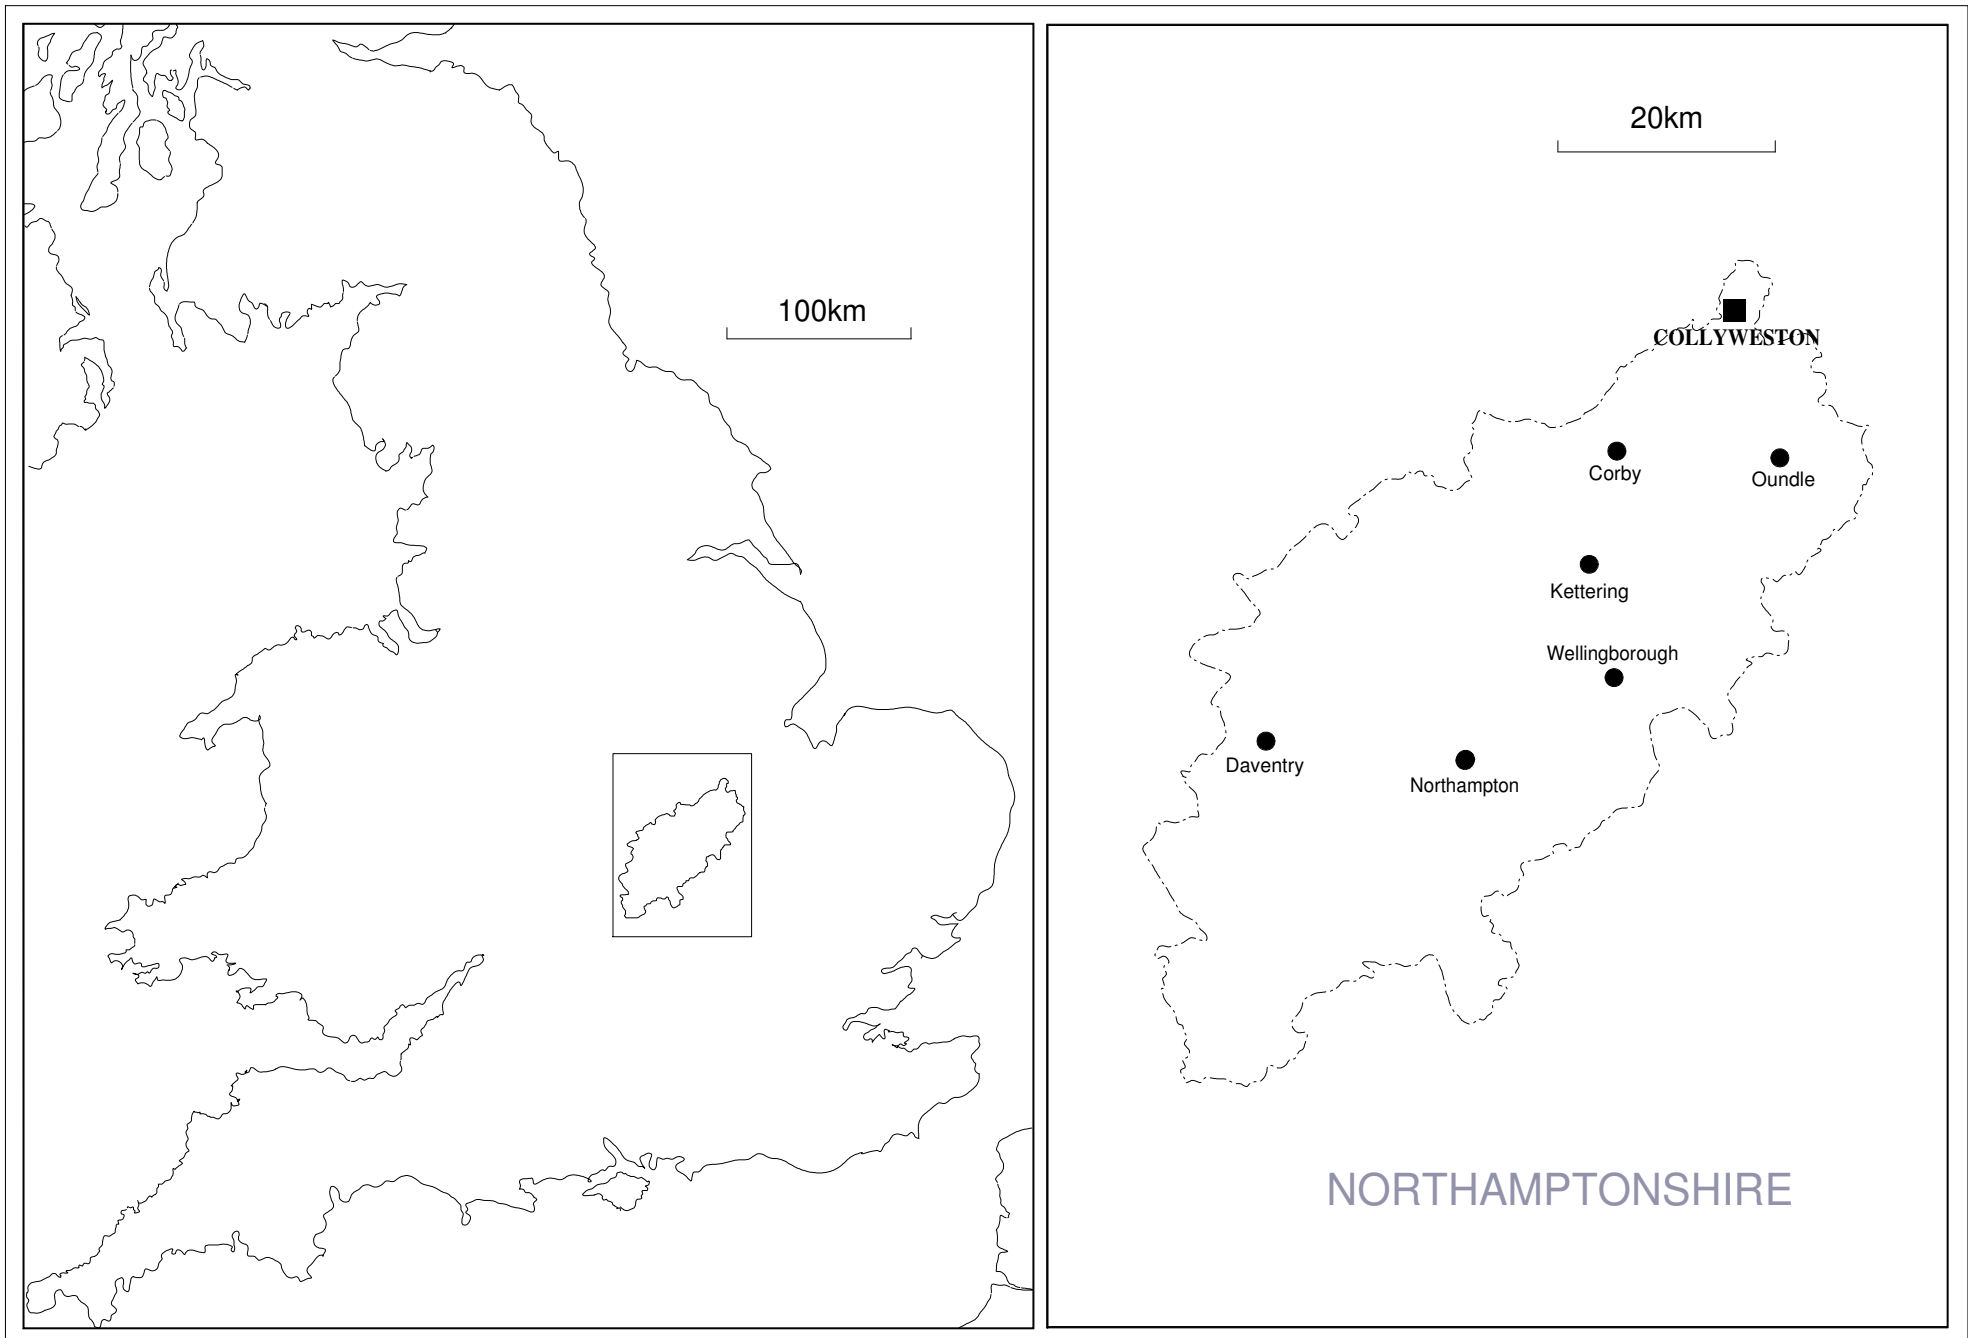 100km
20km
COLLYWESTON
Corby
Oundle
Kettering
Wellingborough
Daventry
Northampton
NORTHAMPTONSHIRE